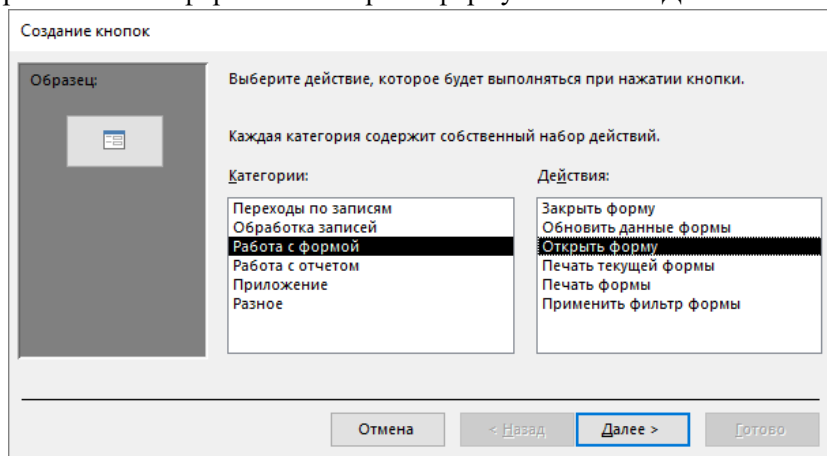 Создание кнопок
Образец:
Выберите действие, которое будет выполняться при нажатии кнопки.
Каждая категория содержит собственный набор действий.
Категории:
Действия:
Переходы по записям
Обработка записей
Работа с формой
Работа с отчетом
Приложение
Разное
Закрыть форму
Обновить данные формы
Открыть форму
Печать текущей формы
Печать формы
Применить фильтр формы
Отмена
< Назад
Далее >
Готово